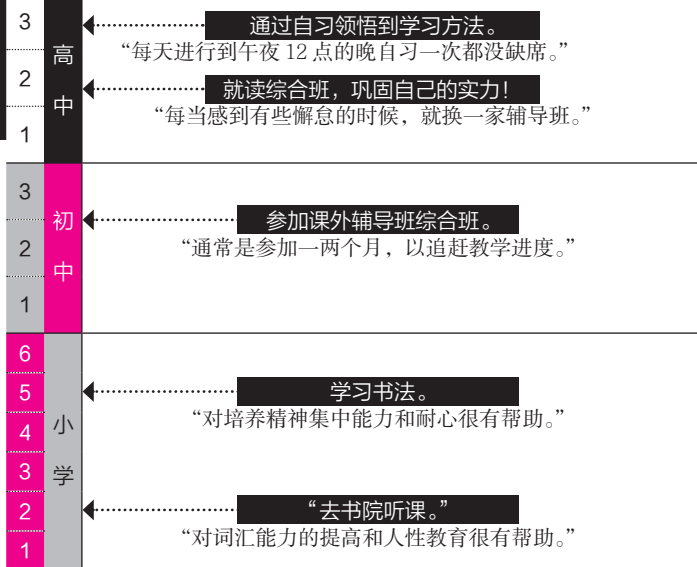 3
高
中
通过自习领悟到学习方法。
“每天进行到午夜 12 点的晚自习一次都没缺席。”
2
就读综合班，巩固自己的实力！
“每当感到有些懈怠的时候，就换一家辅导班。”
1
3
初
中
参加课外辅导班综合班。
“通常是参加一两个月，以追赶教学进度。”
2
1
6
5
小
学
学习书法。
“对培养精神集中能力和耐心很有帮助。”
4
3
2
“去书院听课。”
“对词汇能力的提高和人性教育很有帮助。”
1